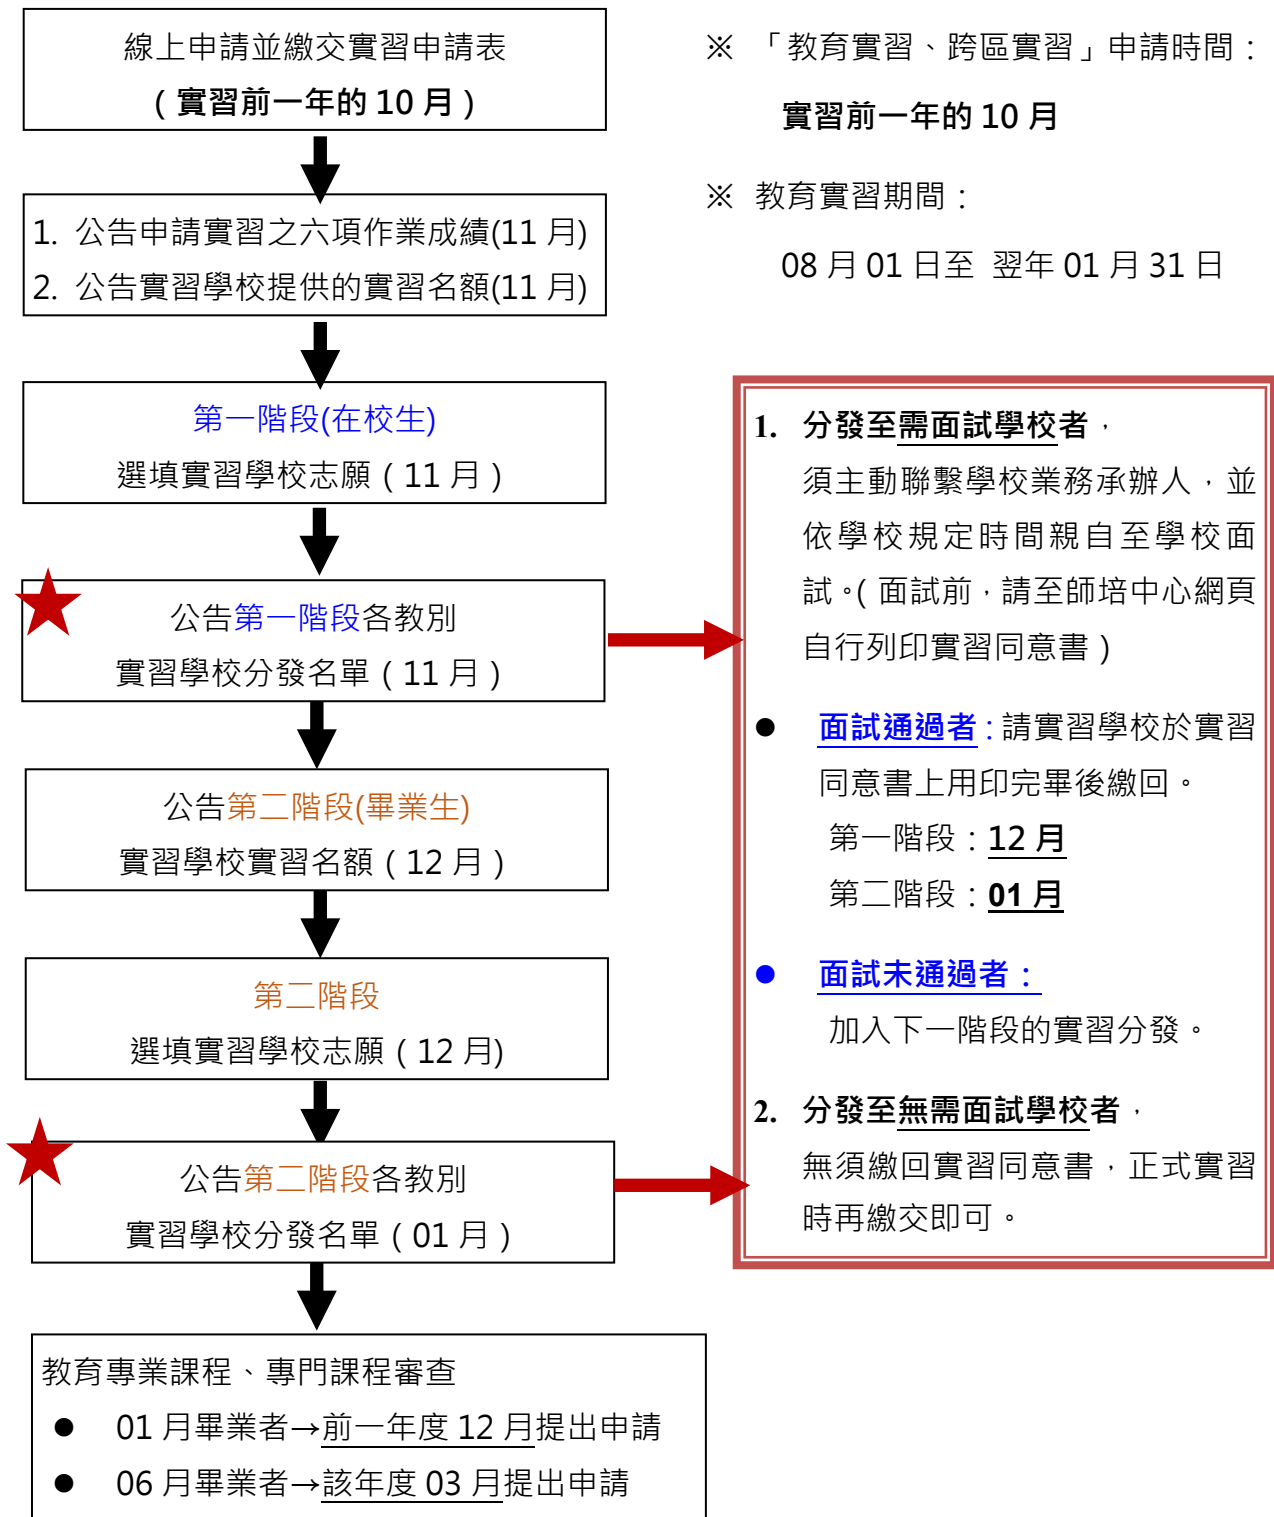 線上申請並繳交實習申請表
（實習前一年的 10 月）
1. 公告申請實習之六項作業成績(11 月)
2. 公告實習學校提供的實習名額(11 月)
第一階段(在校生)
選填實習學校志願（11 月）
公告第一階段各教別
實習學校分發名單（11 月）
公告第二階段(畢業生)
實習學校實習名額（12 月）
第二階段
選填實習學校志願（12 月)
公告第二階段各教別
實習學校分發名單（01 月）
教育專業課程、專門課程審查
● 01 月畢業者→前一年度 12 月提出申請
● 06 月畢業者→該年度 03 月提出申請
※ 「教育實習、跨區實習」申請時間：
實習前一年的 10 月
※ 教育實習期間：
08 月 01 日至 翌年 01 月 31 日
1. 分發至需面試學校者，
須主動聯繫學校業務承辦人，並
依學校規定時間親自至學校面
試。(面試前，請至師培中心網頁
自行列印實習同意書）
● 面試通過者：請實習學校於實習
同意書上用印完畢後繳回。
第一階段：12 月
第二階段：01 月
● 面試未通過者：
加入下一階段的實習分發。
2. 分發至無需面試學校者，
無須繳回實習同意書，正式實習
時再繳交即可。